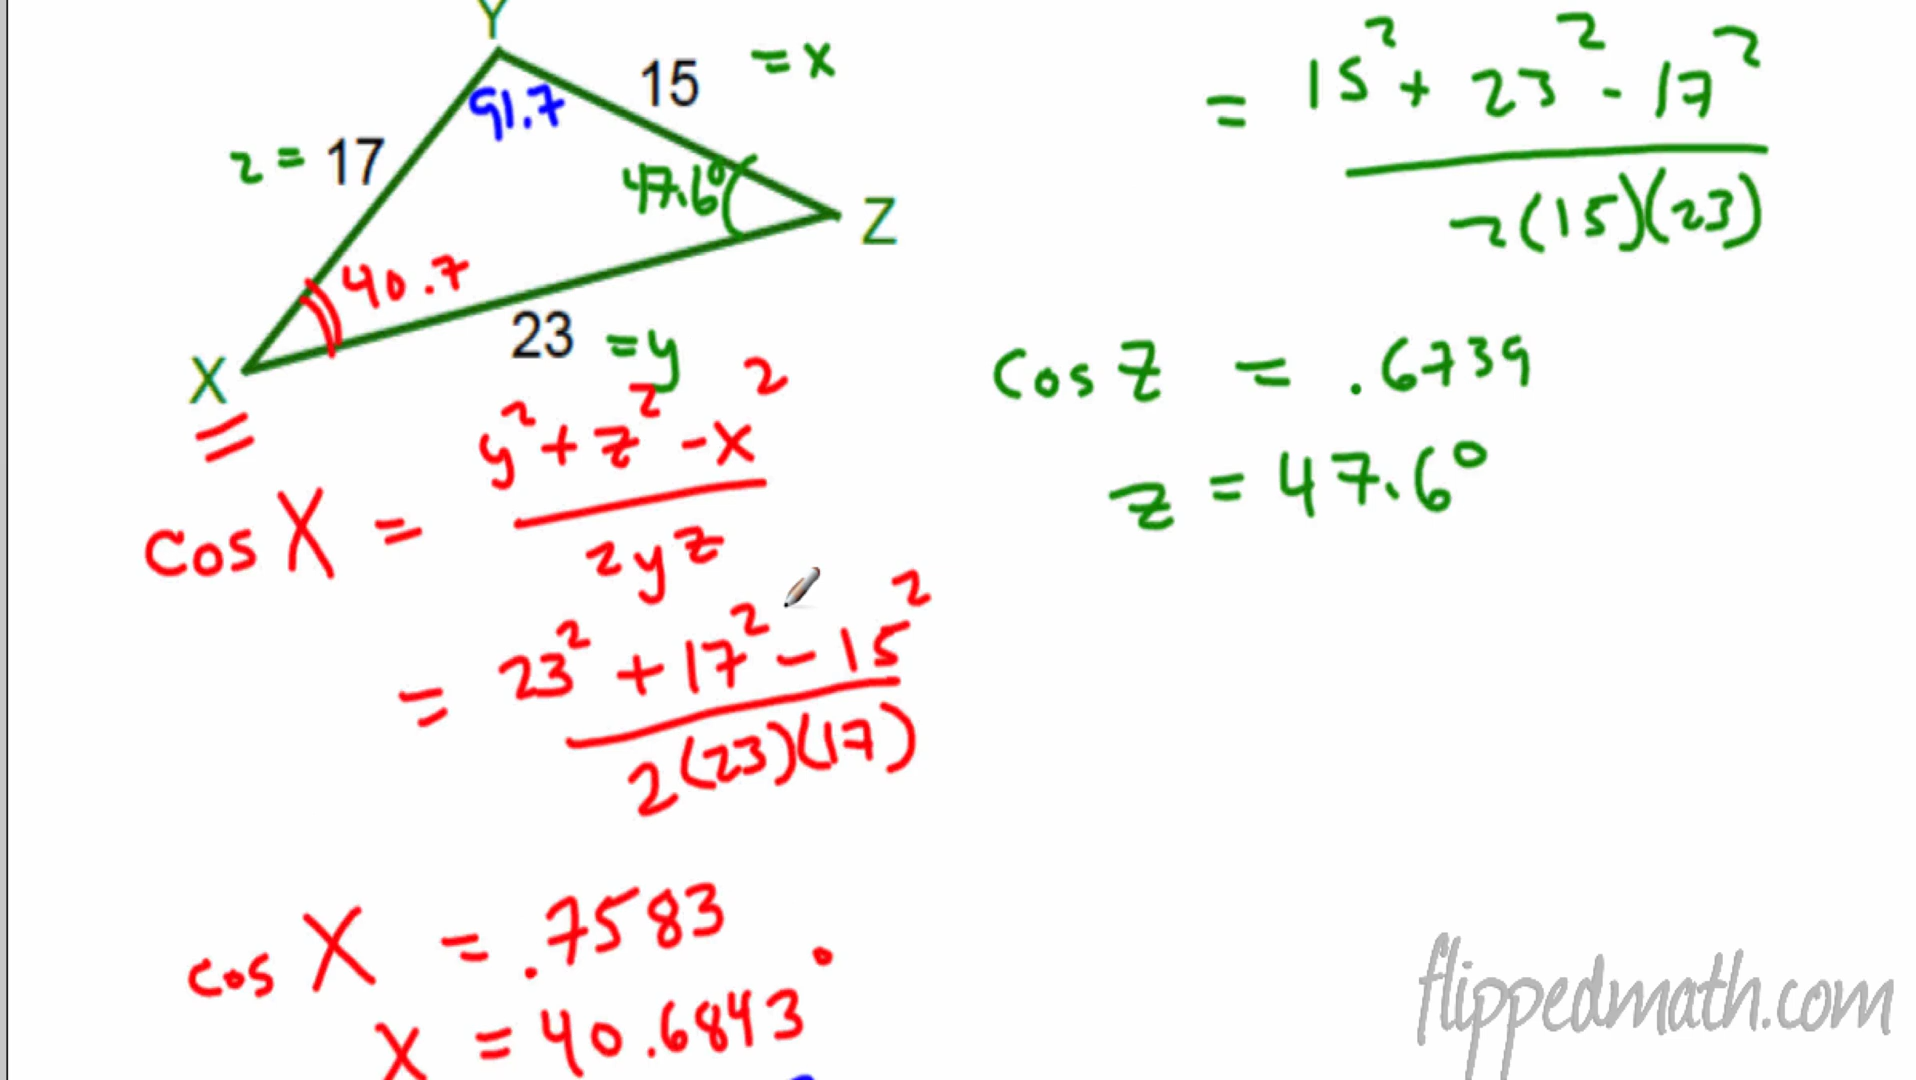 Y
15 = x
91.7
z = 17
47.6°
Z
40.7
23 = y
X
cos X = y² + z² - x² / 2yz
= 23² + 17² - 15² / 2(23)(17)
cos X = .7583
X = 40.6843°
= 15² + 23² - 17² / 2(15)(23)
cos Z = .6739
z = 47.6°
flippedmath.com